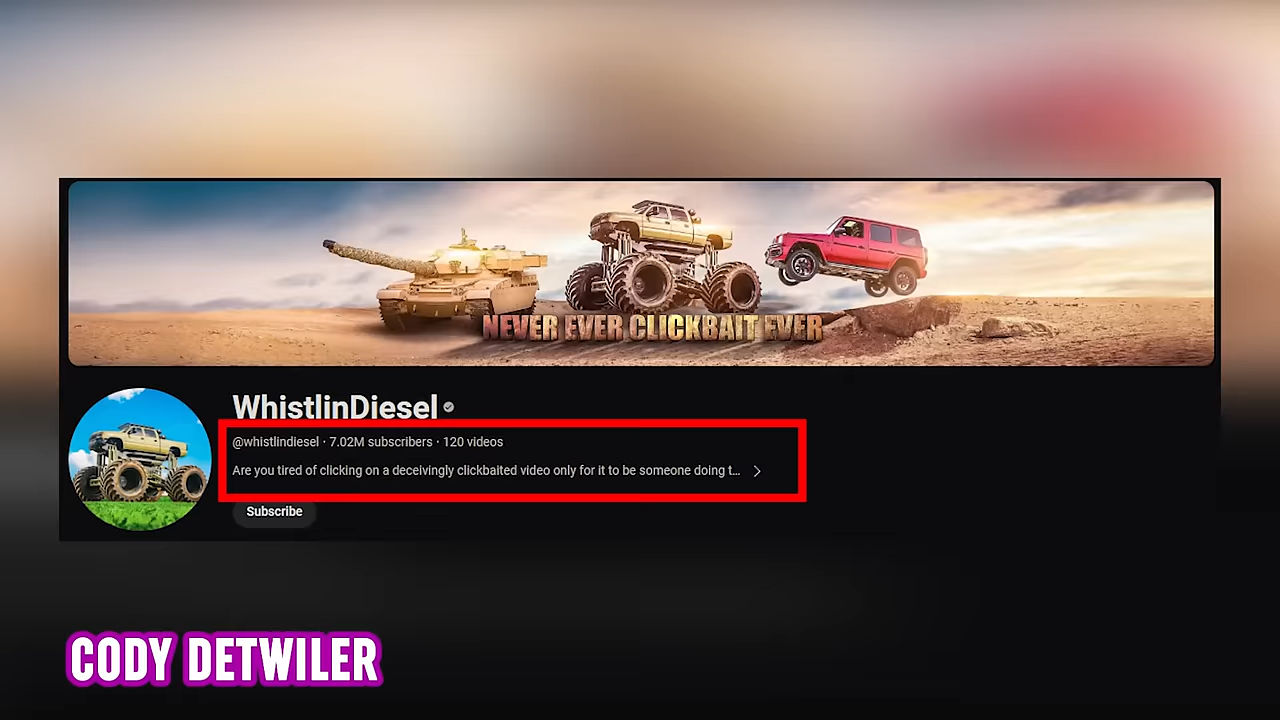 NEVER EVER CLICKBAIT EVER
WhistlinDiesel
@whistlindiesel · 7.02M subscribers · 120 videos
Are you tired of clicking on a deceivingly clickbaited video only for it to be someone doing t...
Subscribe
CODY DETWILER